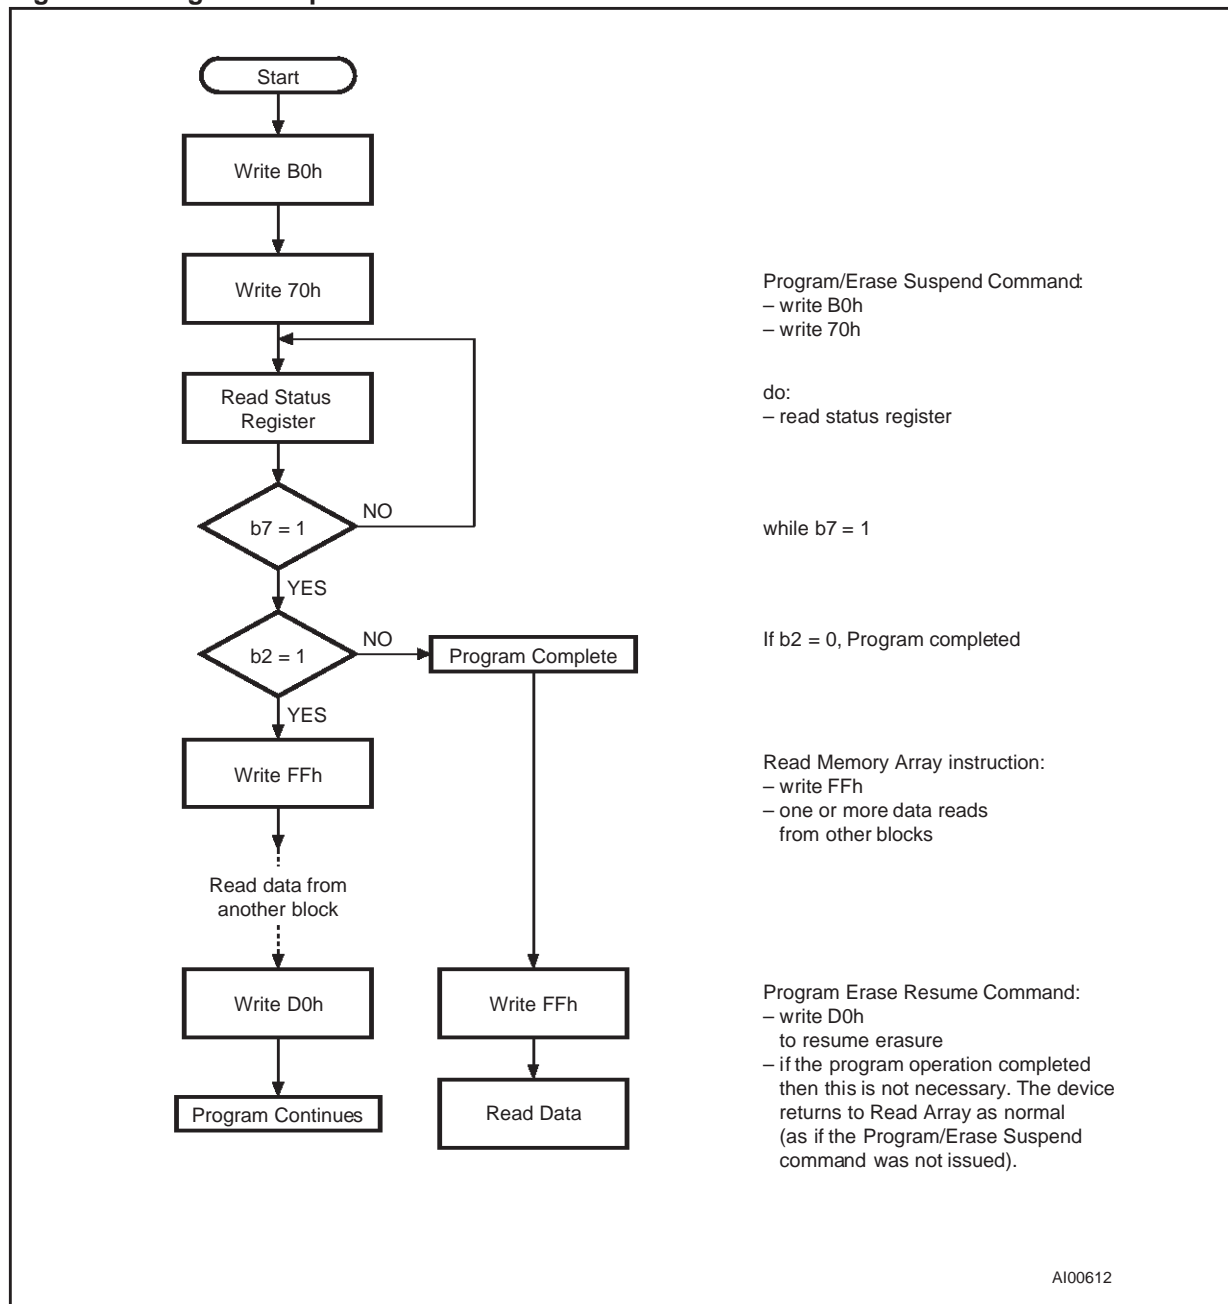 Start
Write B0h
Write 70h
Program/Erase Suspend Command:
– write B0h
– write 70h
Read Status
Register
do:
– read status register
b7 = 1
NO
while b7 = 1
YES
b2 = 1
NO
Program Complete
If b2 = 0, Program completed
YES
Write FFh
Read Memory Array instruction:
– write FFh
– one or more data reads
from other blocks
Read data from
another block
Write D0h
Write FFh
Program Erase Resume Command:
– write D0h
to resume erasure
– if the program operation completed
then this is not necessary. The device
returns to Read Array as normal
(as if the Program/Erase Suspend
command was not issued).
Program Continues
Read Data
AI00612